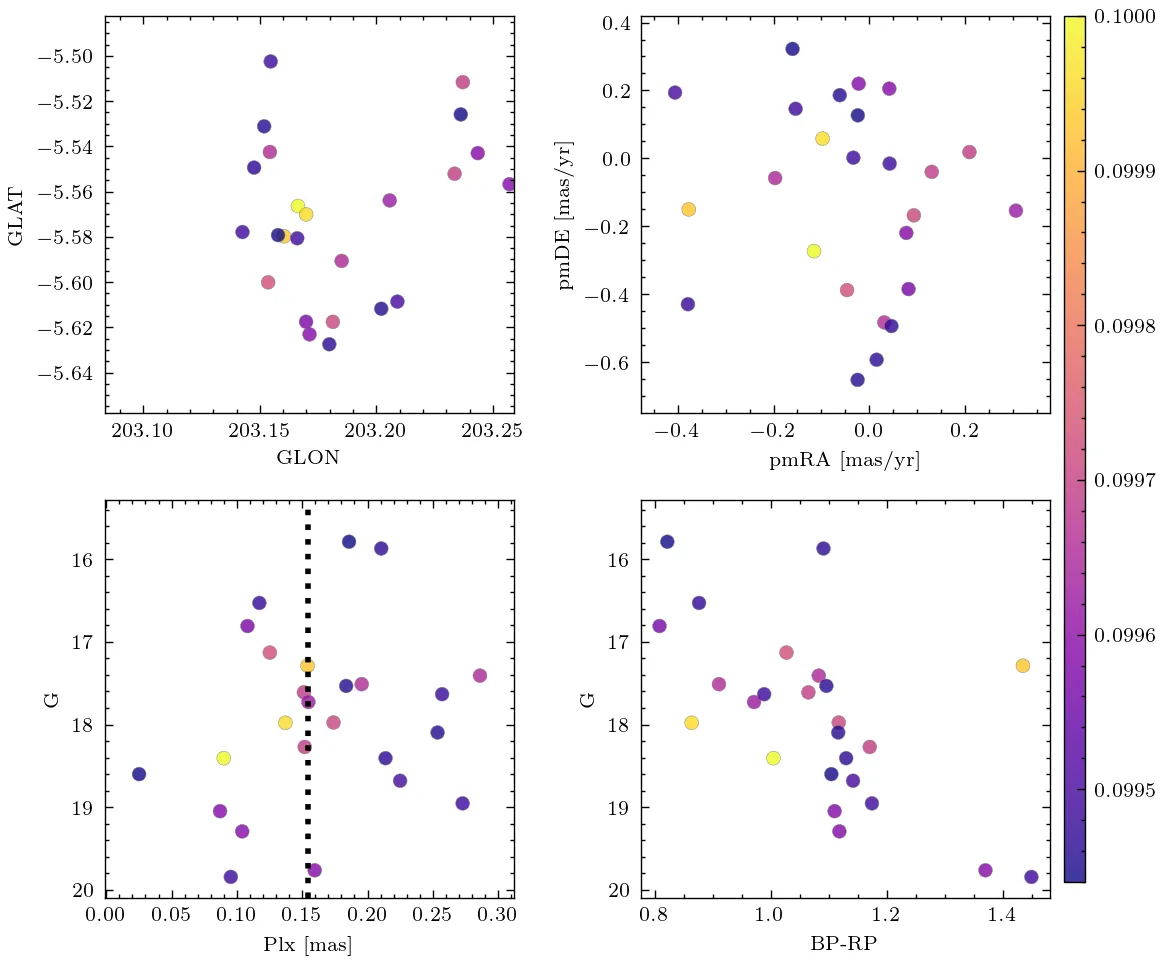 −5.50
−5.52
−5.54
−5.56
−5.58
−5.60
−5.62
−5.64
GLAT
203.10 203.15 203.20 203.25
GLON
0.4
0.2
0.0
−0.2
−0.4
−0.6
pmDE [mas/yr]
−0.4 −0.2 0.0 0.2
pmRA [mas/yr]
16
17
18
19
20
G
0.00 0.05 0.10 0.15 0.20 0.25 0.30
Plx [mas]
16
17
18
19
20
G
0.8 1.0 1.2 1.4
BP-RP
0.1000
0.0999
0.0998
0.0997
0.0996
0.0995